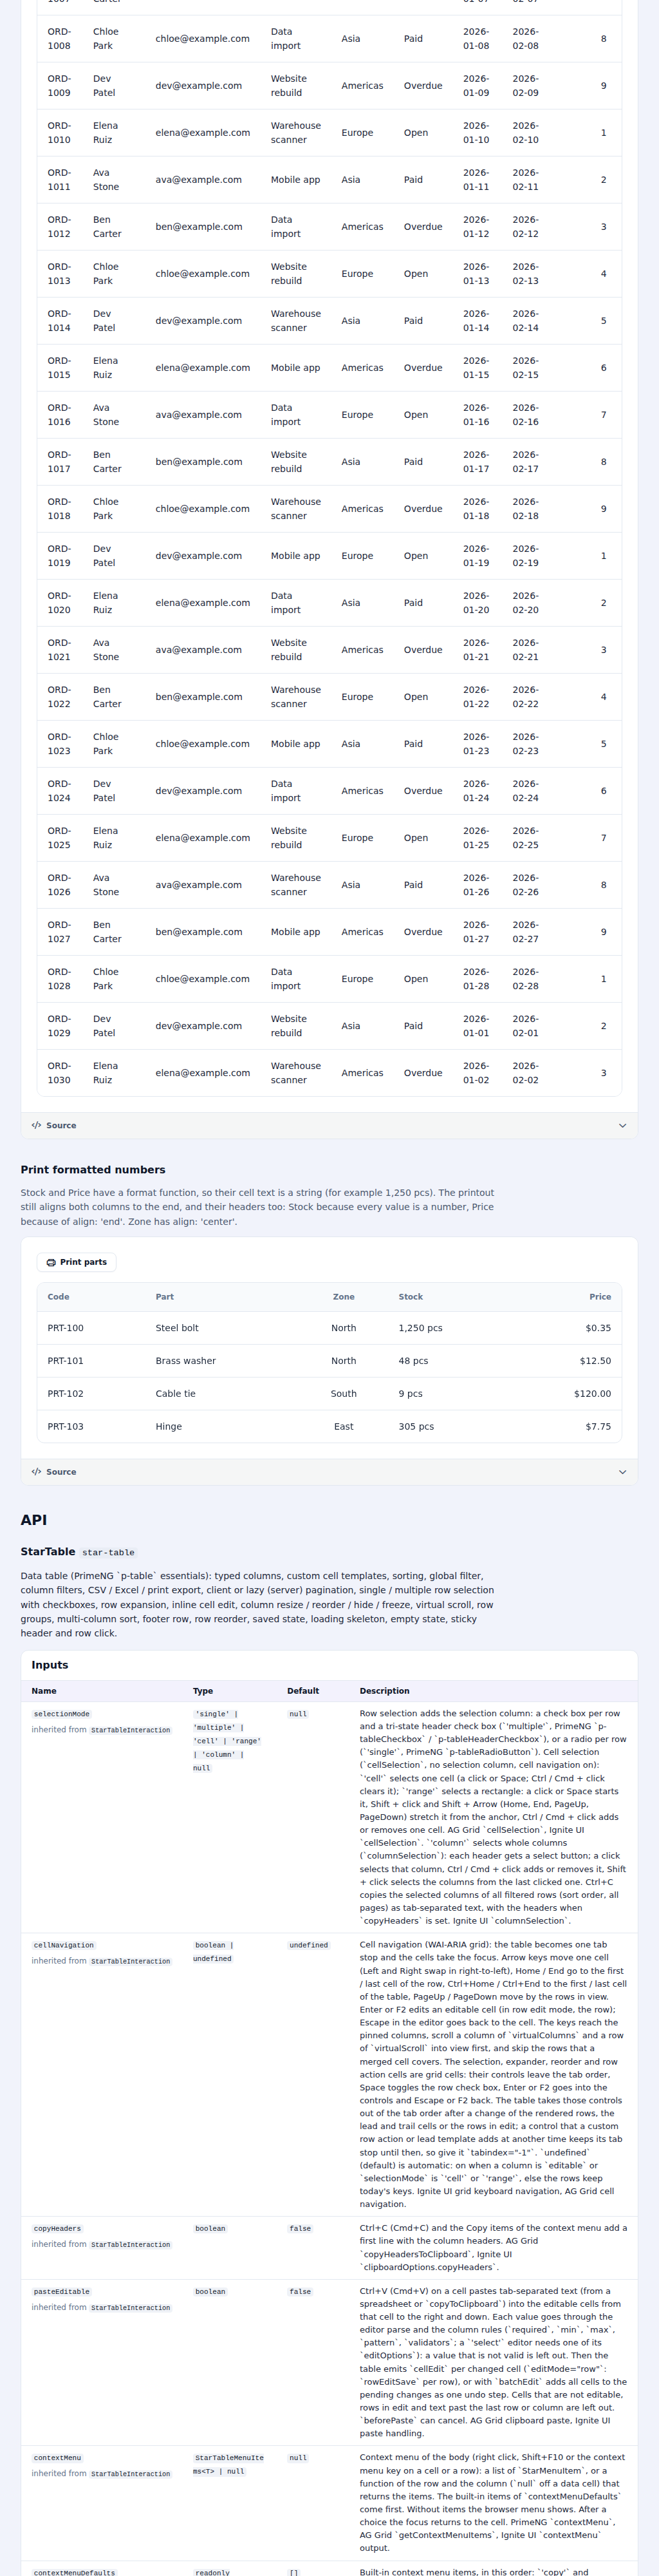 ORD-1008 Chloe Park chloe@example.com Data import Asia Paid 2026-01-08 2026-02-08 8
ORD-1009 Dev Patel dev@example.com Website rebuild Americas Overdue 2026-01-09 2026-02-09 9
ORD-1010 Elena Ruiz elena@example.com Warehouse scanner Europe Open 2026-01-10 2026-02-10 1
ORD-1011 Ava Stone ava@example.com Mobile app Asia Paid 2026-01-11 2026-02-11 2
ORD-1012 Ben Carter ben@example.com Data import Americas Overdue 2026-01-12 2026-02-12 3
ORD-1013 Chloe Park chloe@example.com Website rebuild Europe Open 2026-01-13 2026-02-13 4
ORD-1014 Dev Patel dev@example.com Warehouse scanner Asia Paid 2026-01-14 2026-02-14 5
ORD-1015 Elena Ruiz elena@example.com Mobile app Americas Overdue 2026-01-15 2026-02-15 6
ORD-1016 Ava Stone ava@example.com Data import Europe Open 2026-01-16 2026-02-16 7
ORD-1017 Ben Carter ben@example.com Website rebuild Asia Paid 2026-01-17 2026-02-17 8
ORD-1018 Chloe Park chloe@example.com Warehouse scanner Americas Overdue 2026-01-18 2026-02-18 9
ORD-1019 Dev Patel dev@example.com Mobile app Europe Open 2026-01-19 2026-02-19 1
ORD-1020 Elena Ruiz elena@example.com Data import Asia Paid 2026-01-20 2026-02-20 2
ORD-1021 Ava Stone ava@example.com Website rebuild Americas Overdue 2026-01-21 2026-02-21 3
ORD-1022 Ben Carter ben@example.com Warehouse scanner Europe Open 2026-01-22 2026-02-22 4
ORD-1023 Chloe Park chloe@example.com Mobile app Asia Paid 2026-01-23 2026-02-23 5
ORD-1024 Dev Patel dev@example.com Data import Americas Overdue 2026-01-24 2026-02-24 6
ORD-1025 Elena Ruiz elena@example.com Website rebuild Europe Open 2026-01-25 2026-02-25 7
ORD-1026 Ava Stone ava@example.com Warehouse scanner Asia Paid 2026-01-26 2026-02-26 8
ORD-1027 Ben Carter ben@example.com Mobile app Americas Overdue 2026-01-27 2026-02-27 9
ORD-1028 Chloe Park chloe@example.com Data import Europe Open 2026-01-28 2026-02-28 1
ORD-1029 Dev Patel dev@example.com Website rebuild Asia Paid 2026-01-01 2026-02-01 2
ORD-1030 Elena Ruiz elena@example.com Warehouse scanner Americas Overdue 2026-01-02 2026-02-02 3
Source
Print formatted numbers
Stock and Price have a format function, so their cell text is a string (for example 1,250 pcs). The printout
still aligns both columns to the end, and their headers too: Stock because every value is a number, Price
because of align: 'end'. Zone has align: 'center'.
Print parts
Code Part Zone Stock Price
PRT-100 Steel bolt North 1,250 pcs $0.35
PRT-101 Brass washer North 48 pcs $12.50
PRT-102 Cable tie South 9 pcs $120.00
PRT-103 Hinge East 305 pcs $7.75
Source
API
StarTable star-table
Data table (PrimeNG `p-table` essentials): typed columns, custom cell templates, sorting, global filter,
column filters, CSV / Excel / print export, client or lazy (server) pagination, single / multiple row selection
with checkboxes, row expansion, inline cell edit, column resize / reorder / hide / freeze, virtual scroll, row
groups, multi-column sort, footer row, row reorder, saved state, loading skeleton, empty state, sticky
header and row click.
Inputs
Name Type Default Description
selectionMode
inherited from StarTableInteraction
'single' |
'multiple' |
'cell' | 'range'
| 'column' |
null
null
Row selection adds the selection column: a check box per row
and a tri-state header check box (`'multiple'`, PrimeNG `p-
tableCheckbox` / `p-tableHeaderCheckbox`), or a radio per row
(`'single'`, PrimeNG `p-tableRadioButton`). Cell selection
(`cellSelection`, no selection column, cell navigation on):
`'cell'` selects one cell (a click or Space; Ctrl / Cmd + click
clears it); `'range'` selects a rectangle: a click or Space starts
it, Shift + click and Shift + Arrow (Home, End, PageUp,
PageDown) stretch it from the anchor, Ctrl / Cmd + click adds
or removes one cell. AG Grid `cellSelection`, Ignite UI
`cellSelection`. `'column'` selects whole columns
(`columnSelection`): each header gets a select button; a click
selects that column, Ctrl / Cmd + click adds or removes it, Shift
+ click selects the columns from the last clicked one. Ctrl+C
copies the selected columns of all filtered rows (sort order, all
pages) as tab-separated text, with the headers when
`copyHeaders` is set. Ignite UI `columnSelection`.
cellNavigation
inherited from StarTableInteraction
boolean |
undefined
undefined
Cell navigation (WAI-ARIA grid): the table becomes one tab
stop and the cells take the focus. Arrow keys move one cell
(Left and Right swap in right-to-left), Home / End go to the first
/ last cell of the row, Ctrl+Home / Ctrl+End to the first / last cell
of the table, PageUp / PageDown move by the rows in view.
Enter or F2 edits an editable cell (in row edit mode, the row);
Escape in the editor goes back to the cell. The keys reach the
pinned columns, scroll a column of `virtualColumns` and a row
of `virtualScroll` into view first, and skip the rows that a
merged cell covers. The selection, expander, reorder and row
action cells are grid cells: their controls leave the tab order,
Space toggles the row check box, Enter or F2 goes into the
controls and Escape or F2 back. The table takes those controls
out of the tab order after a change of the rendered rows, the
lead and trail cells or the rows in edit; a control that a custom
row action or lead template adds at another time keeps its tab
stop until then, so give it `tabindex="-1"`. `undefined`
(default) is automatic: on when a column is `editable` or
`selectionMode` is `'cell'` or `'range'`, else the rows keep
today's keys. Ignite UI grid keyboard navigation, AG Grid cell
navigation.
copyHeaders
inherited from StarTableInteraction
boolean
false
Ctrl+C (Cmd+C) and the Copy items of the context menu add a
first line with the column headers. AG Grid
`copyHeadersToClipboard`, Ignite UI
`clipboardOptions.copyHeaders`.
pasteEditable
inherited from StarTableInteraction
boolean
false
Ctrl+V (Cmd+V) on a cell pastes tab-separated text (from a
spreadsheet or `copyToClipboard`) into the editable cells from
that cell to the right and down. Each value goes through the
editor parse and the column rules (`required`, `min`, `max`,
`pattern`, `validators`; a `'select'` editor needs one of its
`editOptions`): a value that is not valid is left out. Then the
table emits `cellEdit` per changed cell (`editMode="row"`:
`rowEditSave` per row), or with `batchEdit` adds all cells to the
pending changes as one undo step. Cells that are not editable,
rows in edit and text past the last row or column are left out.
`beforePaste` can cancel. AG Grid clipboard paste, Ignite UI
paste handling.
contextMenu
inherited from StarTableInteraction
StarTableMenuIte
ms<T> | null
null
Context menu of the body (right click, Shift+F10 or the context
menu key on a cell or a row): a list of `StarMenuItem`, or a
function of the row and the column (`null` off a data cell) that
returns the items. The built-in items of `contextMenuDefaults`
come first. Without items the browser menu shows. After a
choice the focus returns to the cell. PrimeNG `contextMenu`,
AG Grid `getContextMenuItems`, Ignite UI `contextMenu`
output.
contextMenuDefaults
readonly
[]
Built-in context menu items, in this order: `'copy'` and